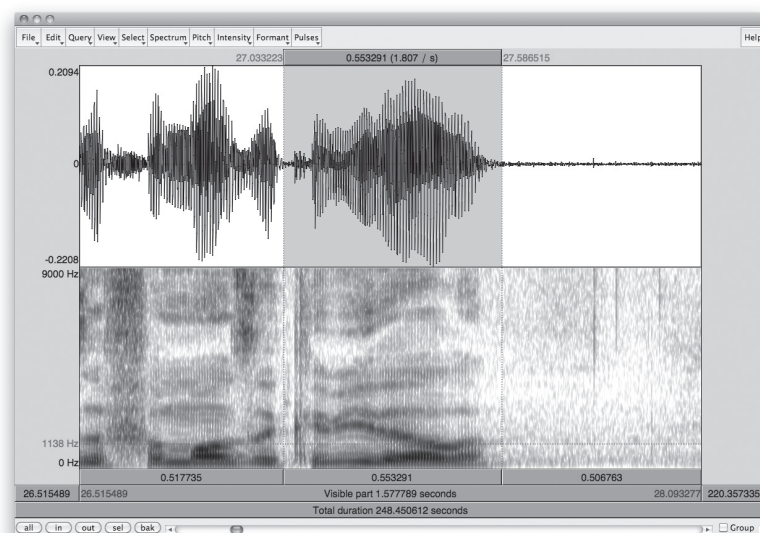 File Edit Query View Select Spectrum Pitch Intensity Formant Pulses Help
27.033223 0.553291 (1.807 / s) 27.586515
0.2094
0
-0.2208
9000 Hz
1138 Hz
0 Hz
0.517735 0.553291 0.506763
26.515489 26.515489 Visible part 1.577789 seconds 28.093277 220.357335
Total duration 248.450612 seconds
all in out sel bak Group